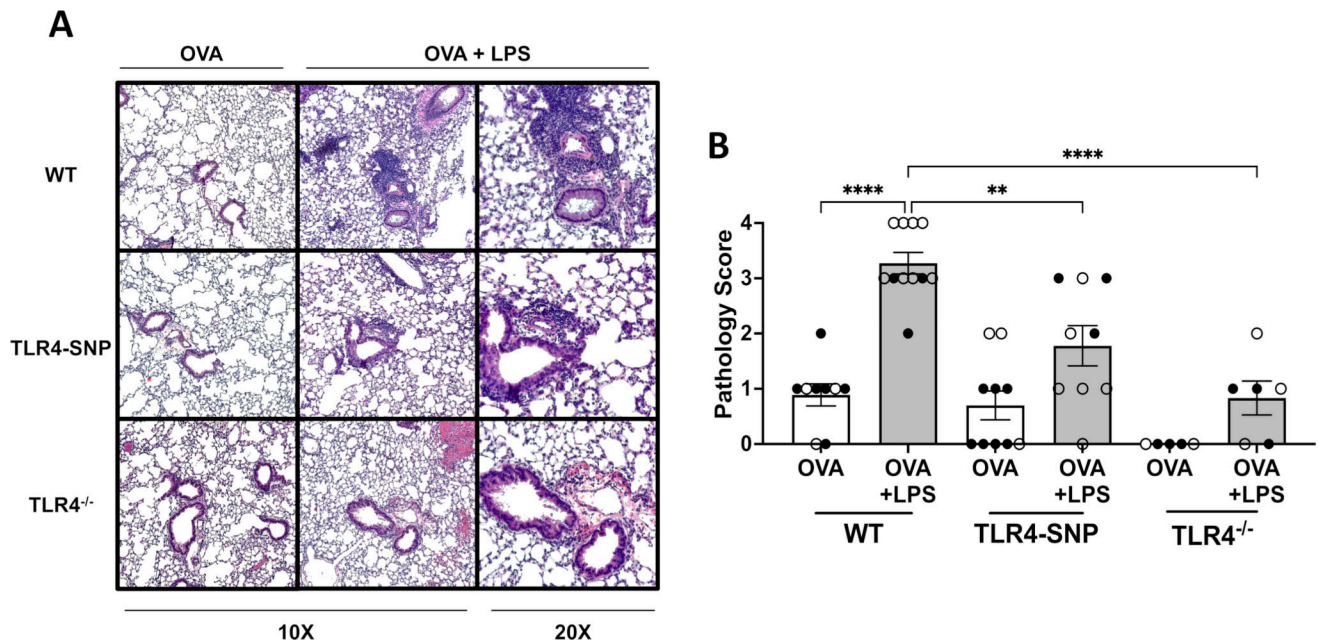 A
OVA
OVA + LPS
WT
TLR4-SNP
TLR4-/-
10X
20X
B
****
****
**
Pathology Score
4
3
2
1
0
OVA
OVA
+LPS
OVA
OVA
+LPS
OVA
OVA
+LPS
WT
TLR4-SNP
TLR4-/-